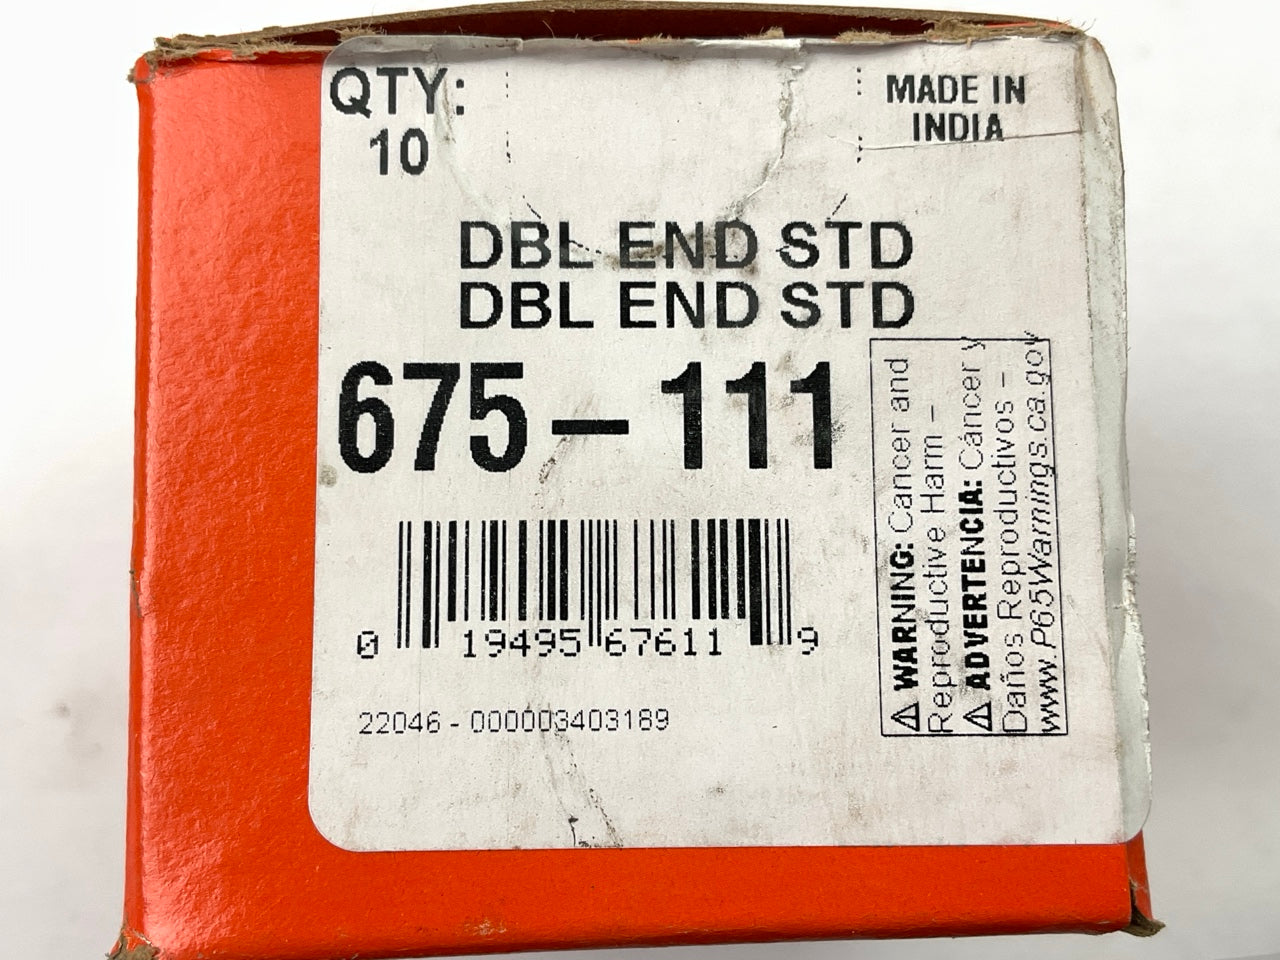 QTY:
10
MADE IN
INDIA
DBL END STD
DBL END STD
675-111
0 19495 67611 9
22046 - 000003403189
⚠ WARNING: Cancer and
Reproductive Harm -
⚠ ADVERTENCIA: Cáncer y
Daños Reproductivos -
www.P65Warnings.ca.gov